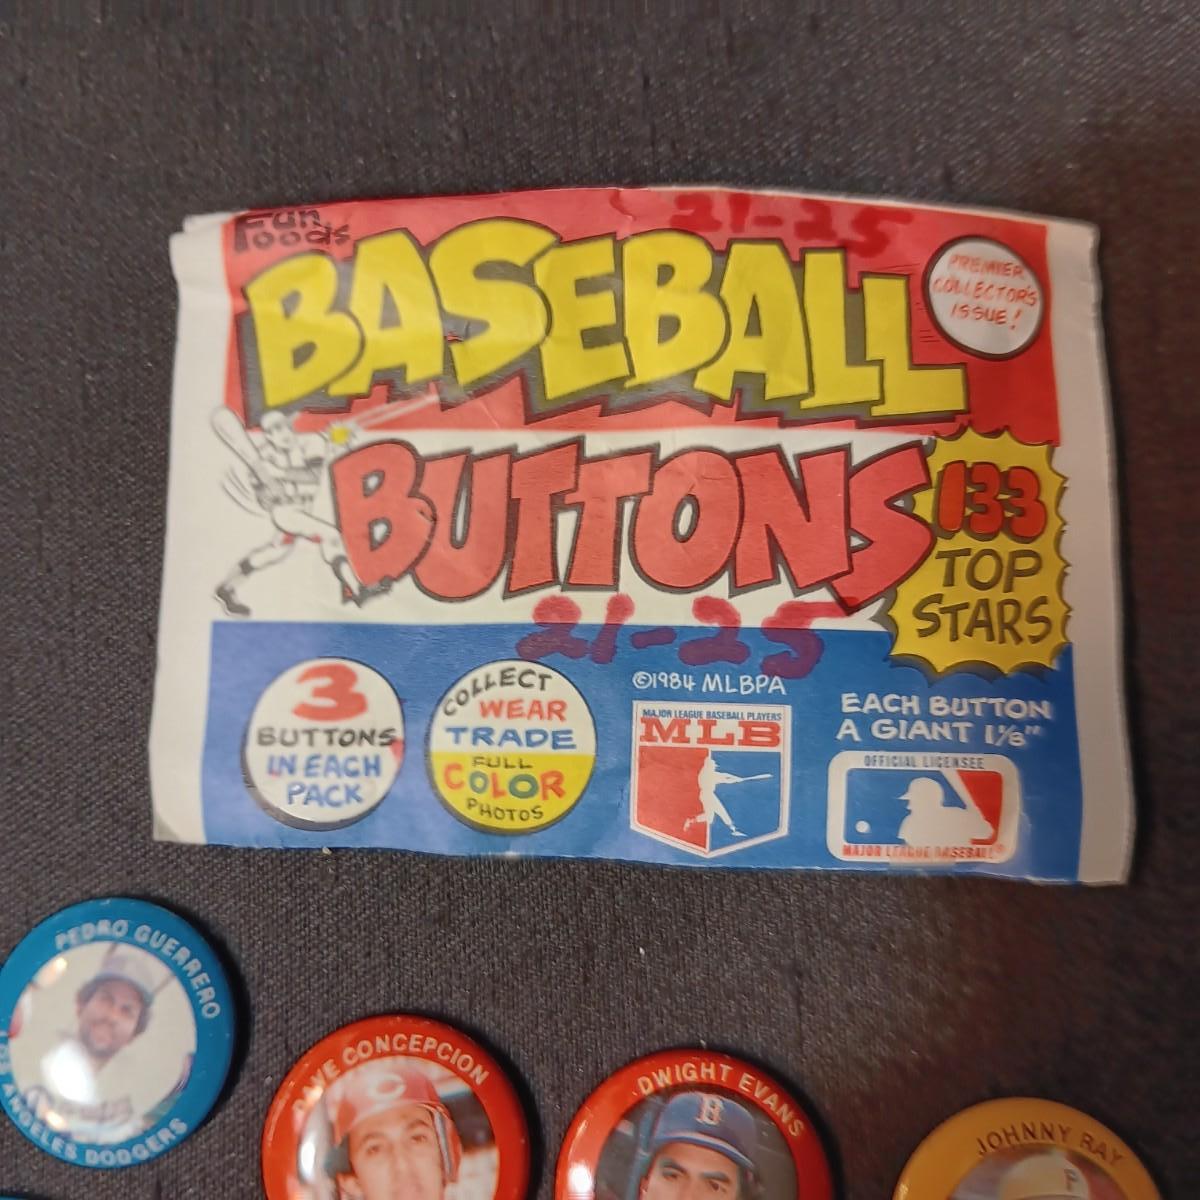 Fun Foods
21-25
BASEBALL
PREMIER
COLLECTOR'S
ISSUE!
BUTTONS
133
TOP
STARS
21-25
3
BUTTONS
IN EACH
PACK
COLLECT
WEAR
TRADE
FULL
COLOR
PHOTOS
©1984 MLBPA
MAJOR LEAGUE BASEBALL PLAYERS
MLB
EACH BUTTON
A GIANT 1⅛"
OFFICIAL LICENSEE
MAJOR LEAGUE BASEBALL®
PEDRO GUERRERO
LOS ANGELES DODGERS
DAVE CONCEPCION
C
DWIGHT EVANS
B
JOHNNY RAY
P